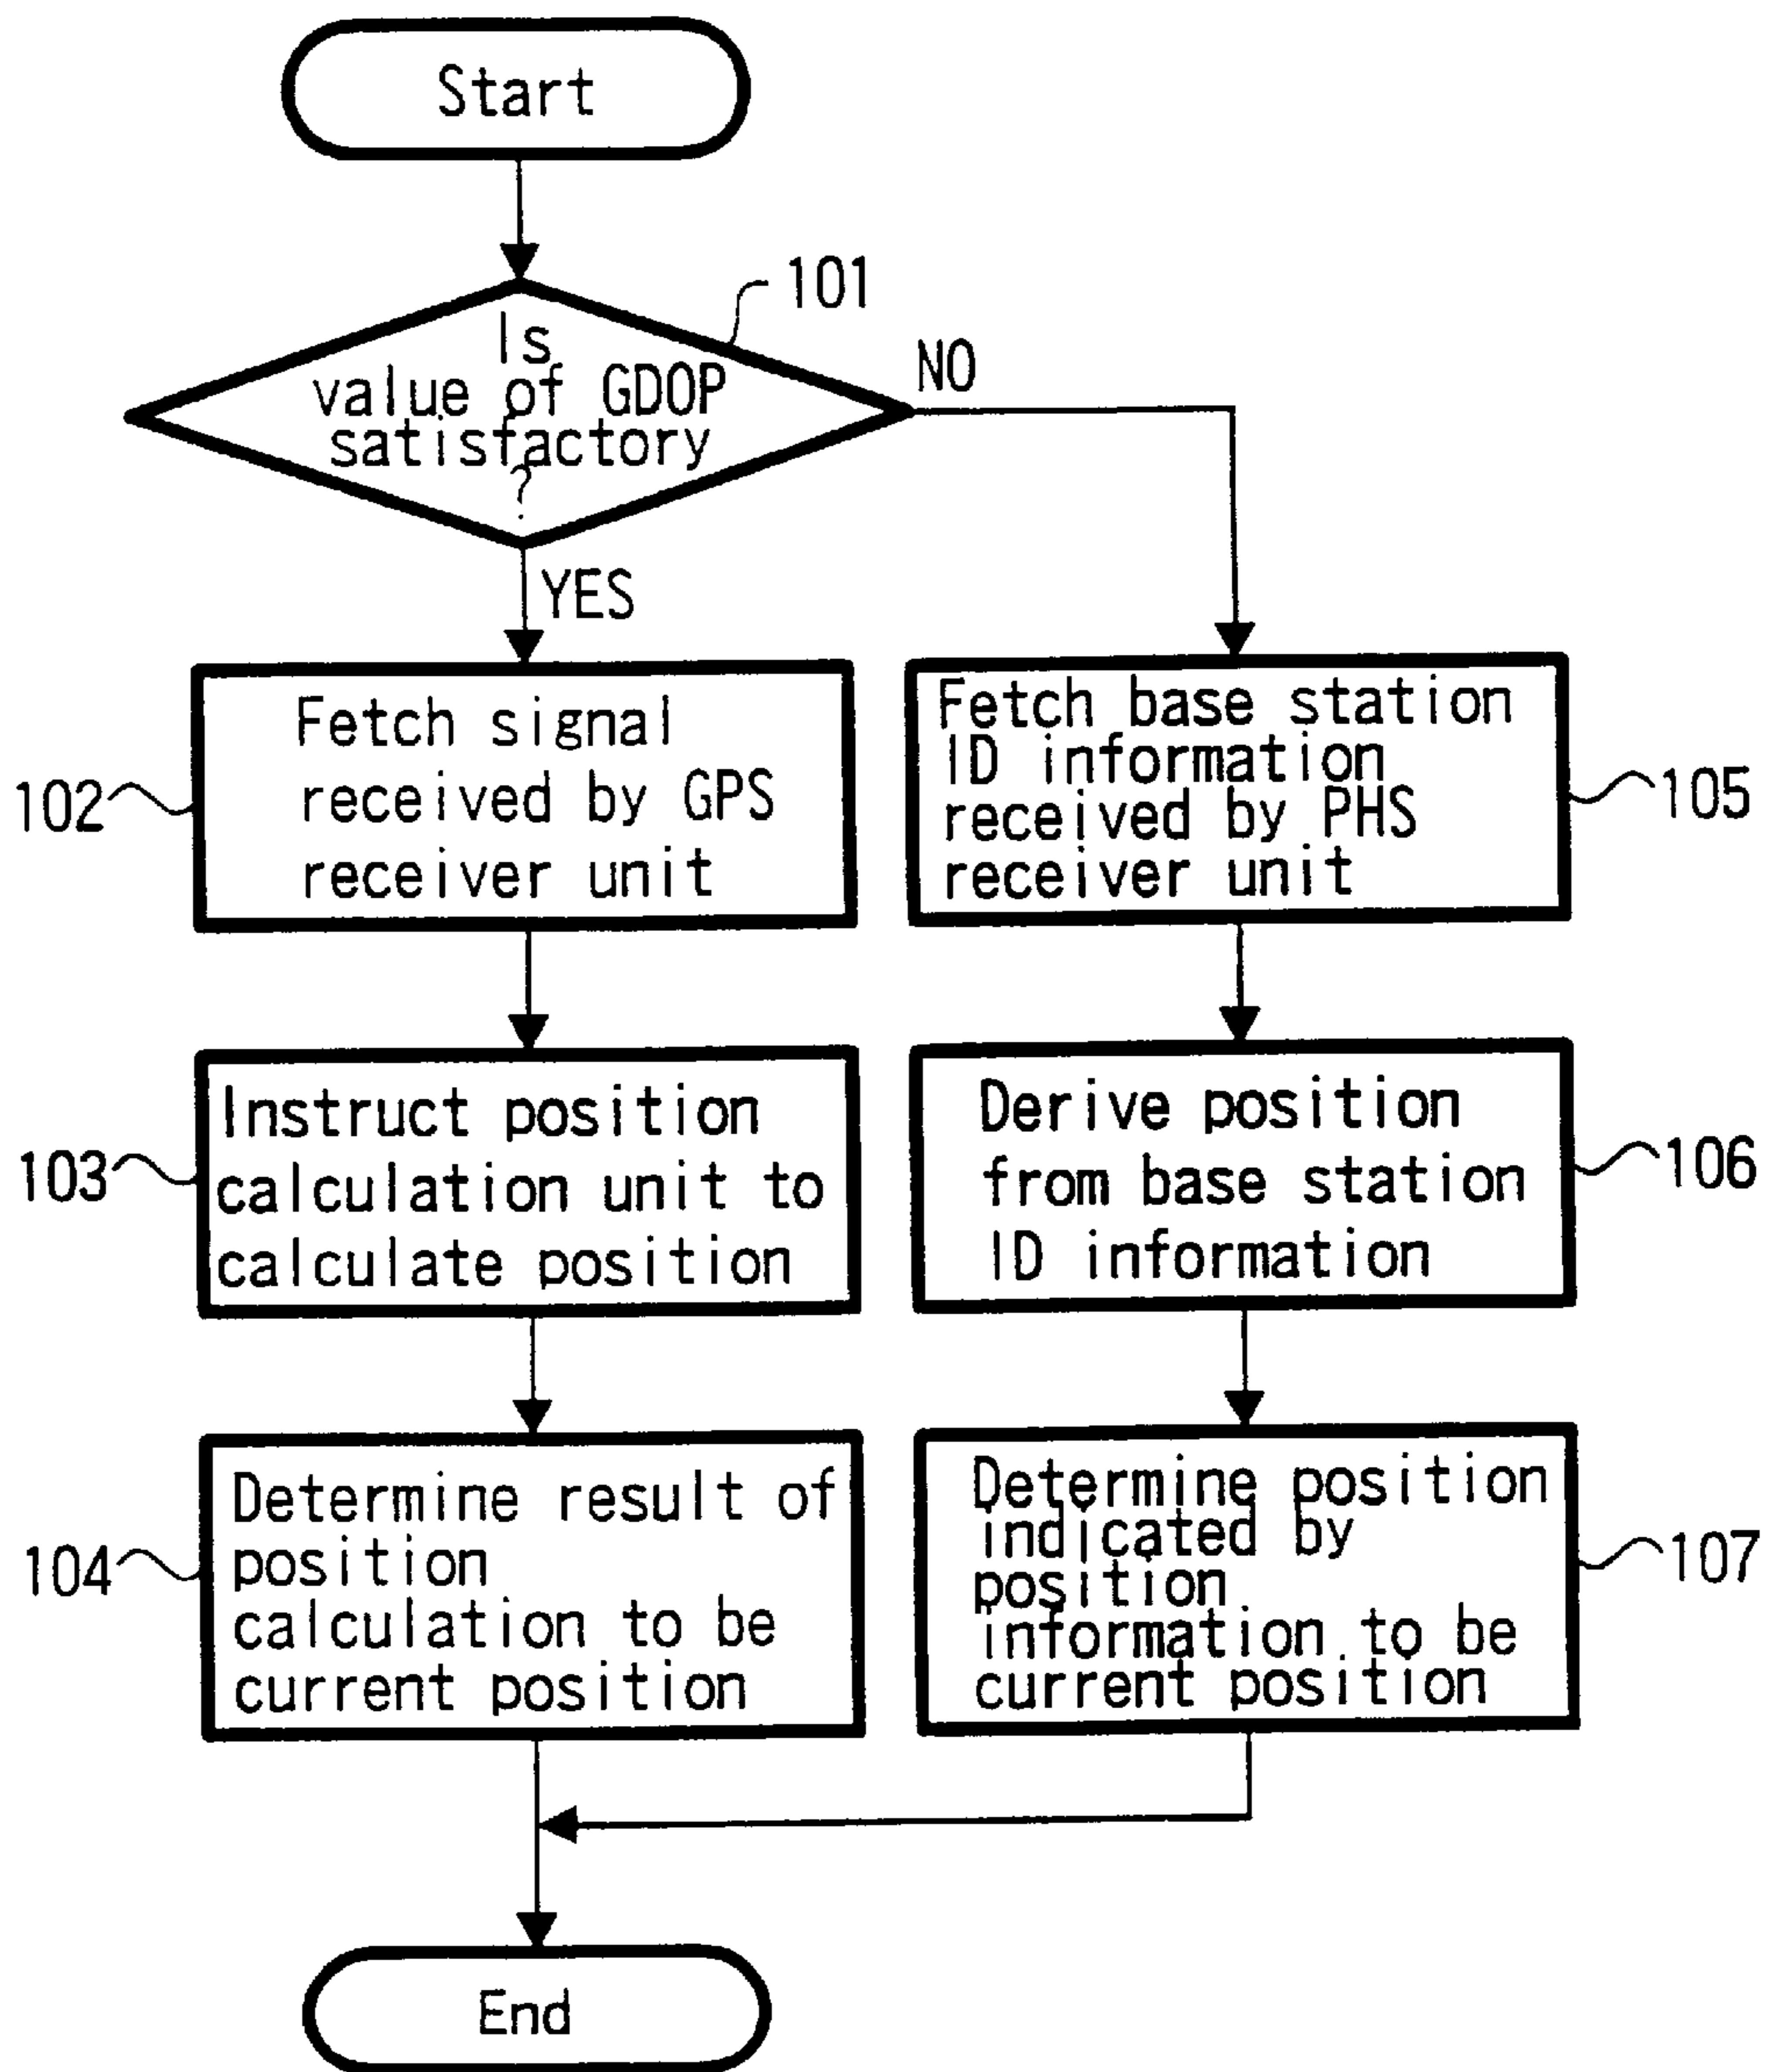 Start
101
Is
value of GDOP
satisfactory
?
NO
YES
102
Fetch signal
received by GPS
receiver unit
Fetch base station
ID information
received by PHS
receiver unit
105
103
Instruct position
calculation unit to
calculate position
Derive position
from base station
ID information
106
104
Determine result of
position
calculation to be
current position
Determine position
indicated by
position
information to be
current position
107
End